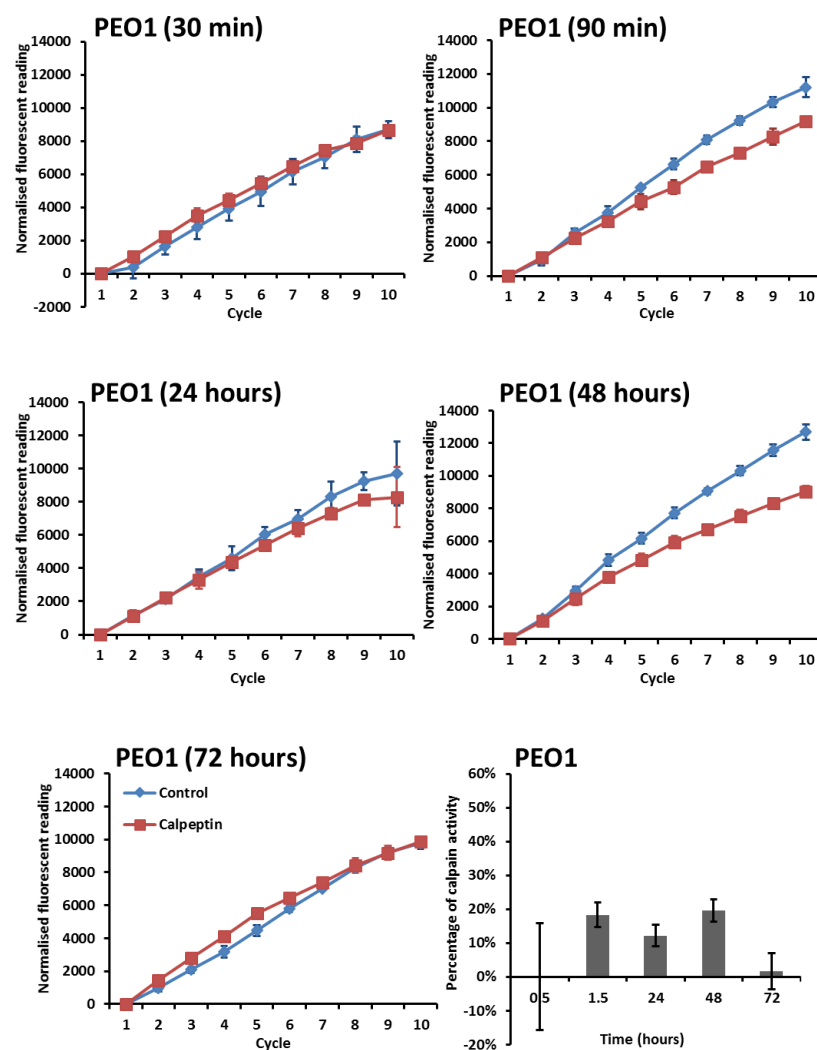 PEO1 (30 min)
Normalised fluorescent reading
14000
12000
10000
8000
6000
4000
2000
0
-2000
1 2 3 4 5 6 7 8 9 10
Cycle
PEO1 (90 min)
Normalised fluorescent reading
14000
12000
10000
8000
6000
4000
2000
0
1 2 3 4 5 6 7 8 9 10
Cycle
PEO1 (24 hours)
Normalised fluorescent reading
14000
12000
10000
8000
6000
4000
2000
0
1 2 3 4 5 6 7 8 9 10
Cycle
PEO1 (48 hours)
Normalised fluorescent reading
14000
12000
10000
8000
6000
4000
2000
0
1 2 3 4 5 6 7 8 9 10
Cycle
PEO1 (72 hours)
Normalised fluorescent reading
14000
12000
10000
8000
6000
4000
2000
0
Control
Calpeptin
1 2 3 4 5 6 7 8 9 10
Cycle
PEO1
Percentage of calpain activity
60%
50%
40%
30%
20%
10%
0%
-10%
-20%
0.5 1.5 24 48 72
Time (hours)